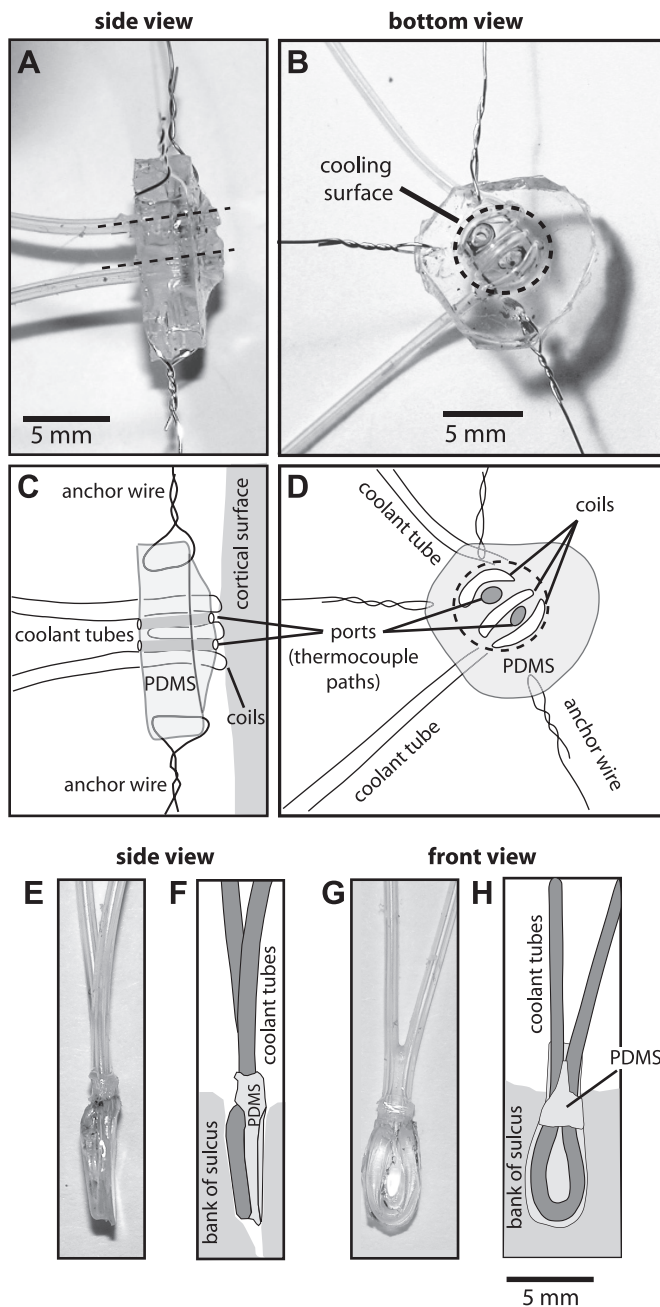 side view
bottom view
A
B
cooling
surface
5 mm
5 mm
C
D
anchor wire
cortical surface
coolant tubes
PDMS
coils
anchor wire
ports
(thermocouple
paths)
coolant tube
coils
PDMS
coolant tube
anchor wire
side view
front view
E
F
G
H
coolant tubes
PDMS
bank of sulcus
coolant tubes
PDMS
bank of sulcus
5 mm